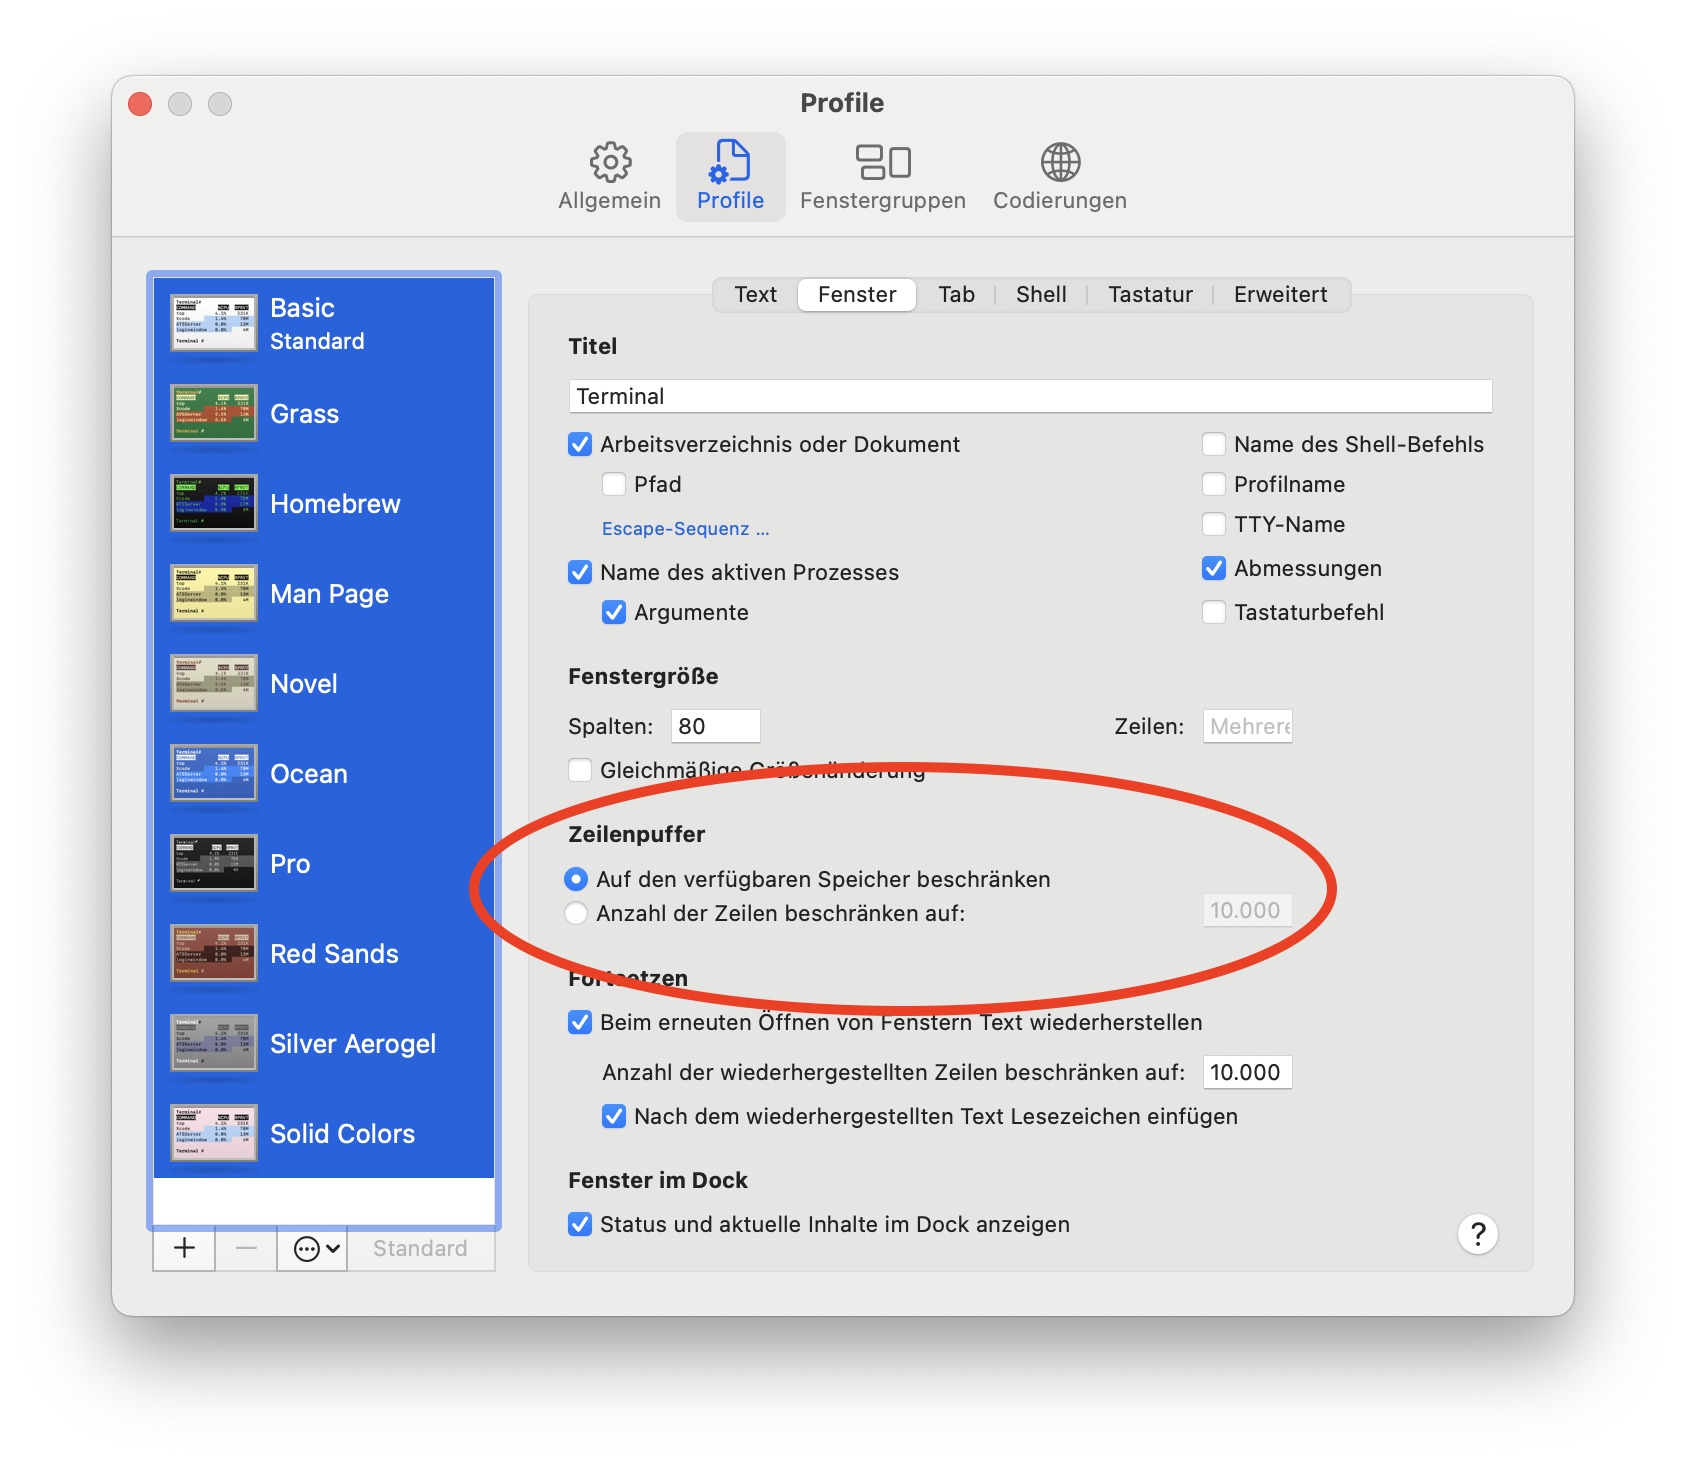 Profile
Allgemein
Profile
Fenstergruppen
Codierungen
Basic
Standard
Grass
Homebrew
Man Page
Novel
Ocean
Pro
Red Sands
Silver Aerogel
Solid Colors
Standard
Text
Fenster
Tab
Shell
Tastatur
Erweitert
Titel
Terminal
Arbeitsverzeichnis oder Dokument
Name des Shell-Befehls
Pfad
Profilname
Escape-Sequenz ...
TTY-Name
Name des aktiven Prozesses
Abmessungen
Argumente
Tastaturbefehl
Fenstergröße
Spalten: 80
Zeilen: Mehrere
Gleichmäßige Größenänderung
Zeilenpuffer
Auf den verfügbaren Speicher beschränken
Anzahl der Zeilen beschränken auf: 10.000
Fortsetzen
Beim erneuten Öffnen von Fenstern Text wiederherstellen
Anzahl der wiederhergestellten Zeilen beschränken auf: 10.000
Nach dem wiederhergestellten Text Lesezeichen einfügen
Fenster im Dock
Status und aktuelle Inhalte im Dock anzeigen
?